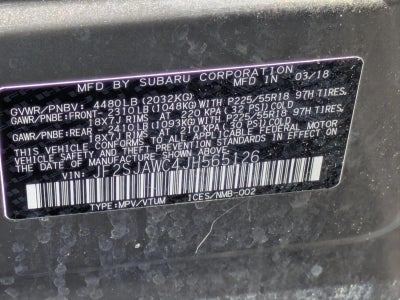 MFD. BY SUBARU CORPORATION
MFD. IN 03/18
GVWR/PNBV: 4480LB(2032KG)
GAWR/PNBE:FRONT-2310LB(1048KG)WITH P225/55R18 97H TIRES,
18x7J RIMS AT 220 KPA(32 PSI)COLD
GAWR/PNBE:REAR -2410LB(1093KG)WITH P225/55R18 97H TIRES,
18x7J RIMS AT 210 KPA( PSI)COLD
THIS VEHICLE CONFORMS TO ALL APPLICABLE FEDERAL MOTOR
VEHICLE SAFETY, BUMPER, AND THEFT PREVENTION STANDARDS
IN EFFECT ON THE DATE OF MANUFACTURE SHOWN ABOVE.
VIN:
TYPE:MPV/VTUM ICES/NMB-002